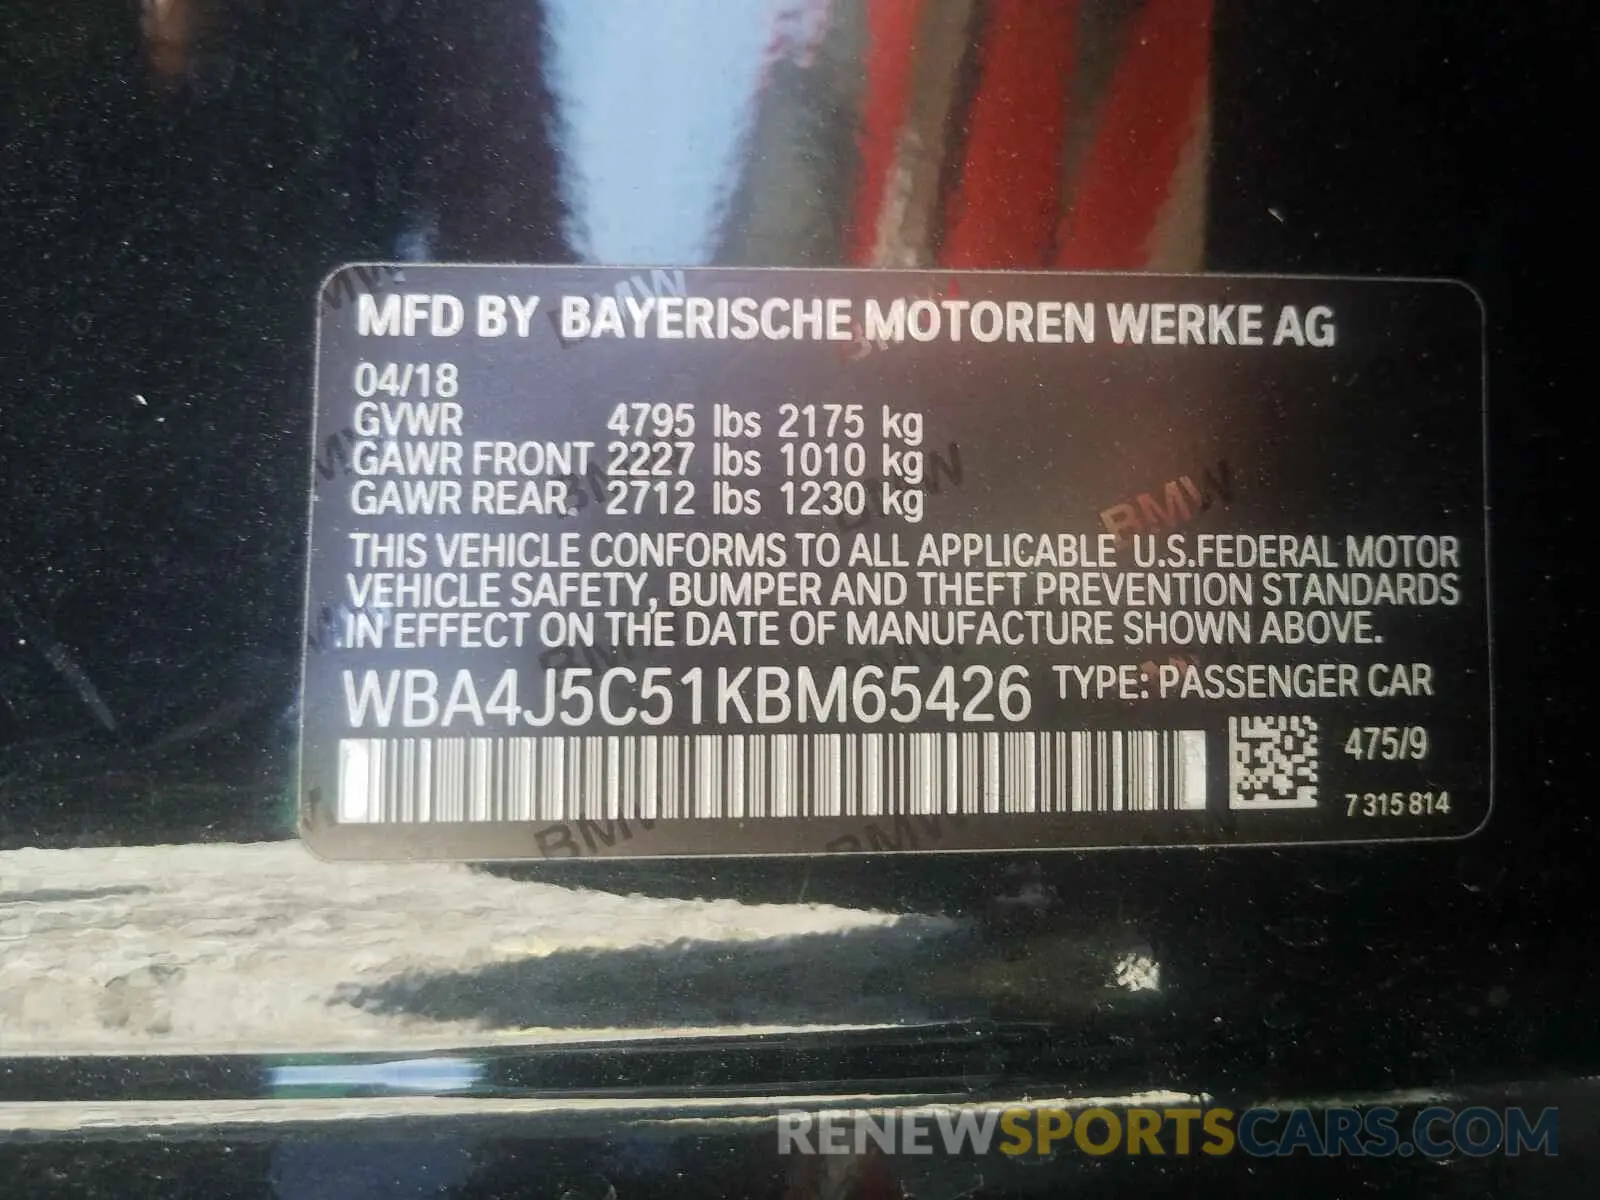 MFD BY BAYERISCHE MOTOREN WERKE AG
04/18
GVWR 4795 lbs 2175 kg
GAWR FRONT 2227 lbs 1010 kg
GAWR REAR 2712 lbs 1230 kg
THIS VEHICLE CONFORMS TO ALL APPLICABLE U.S.FEDERAL MOTOR
VEHICLE SAFETY, BUMPER AND THEFT PREVENTION STANDARDS
IN EFFECT ON THE DATE OF MANUFACTURE SHOWN ABOVE.
WBA4J5C51KBM65426 TYPE: PASSENGER CAR
475/9
7 315 814
RENEWSPORTSCARS.COM